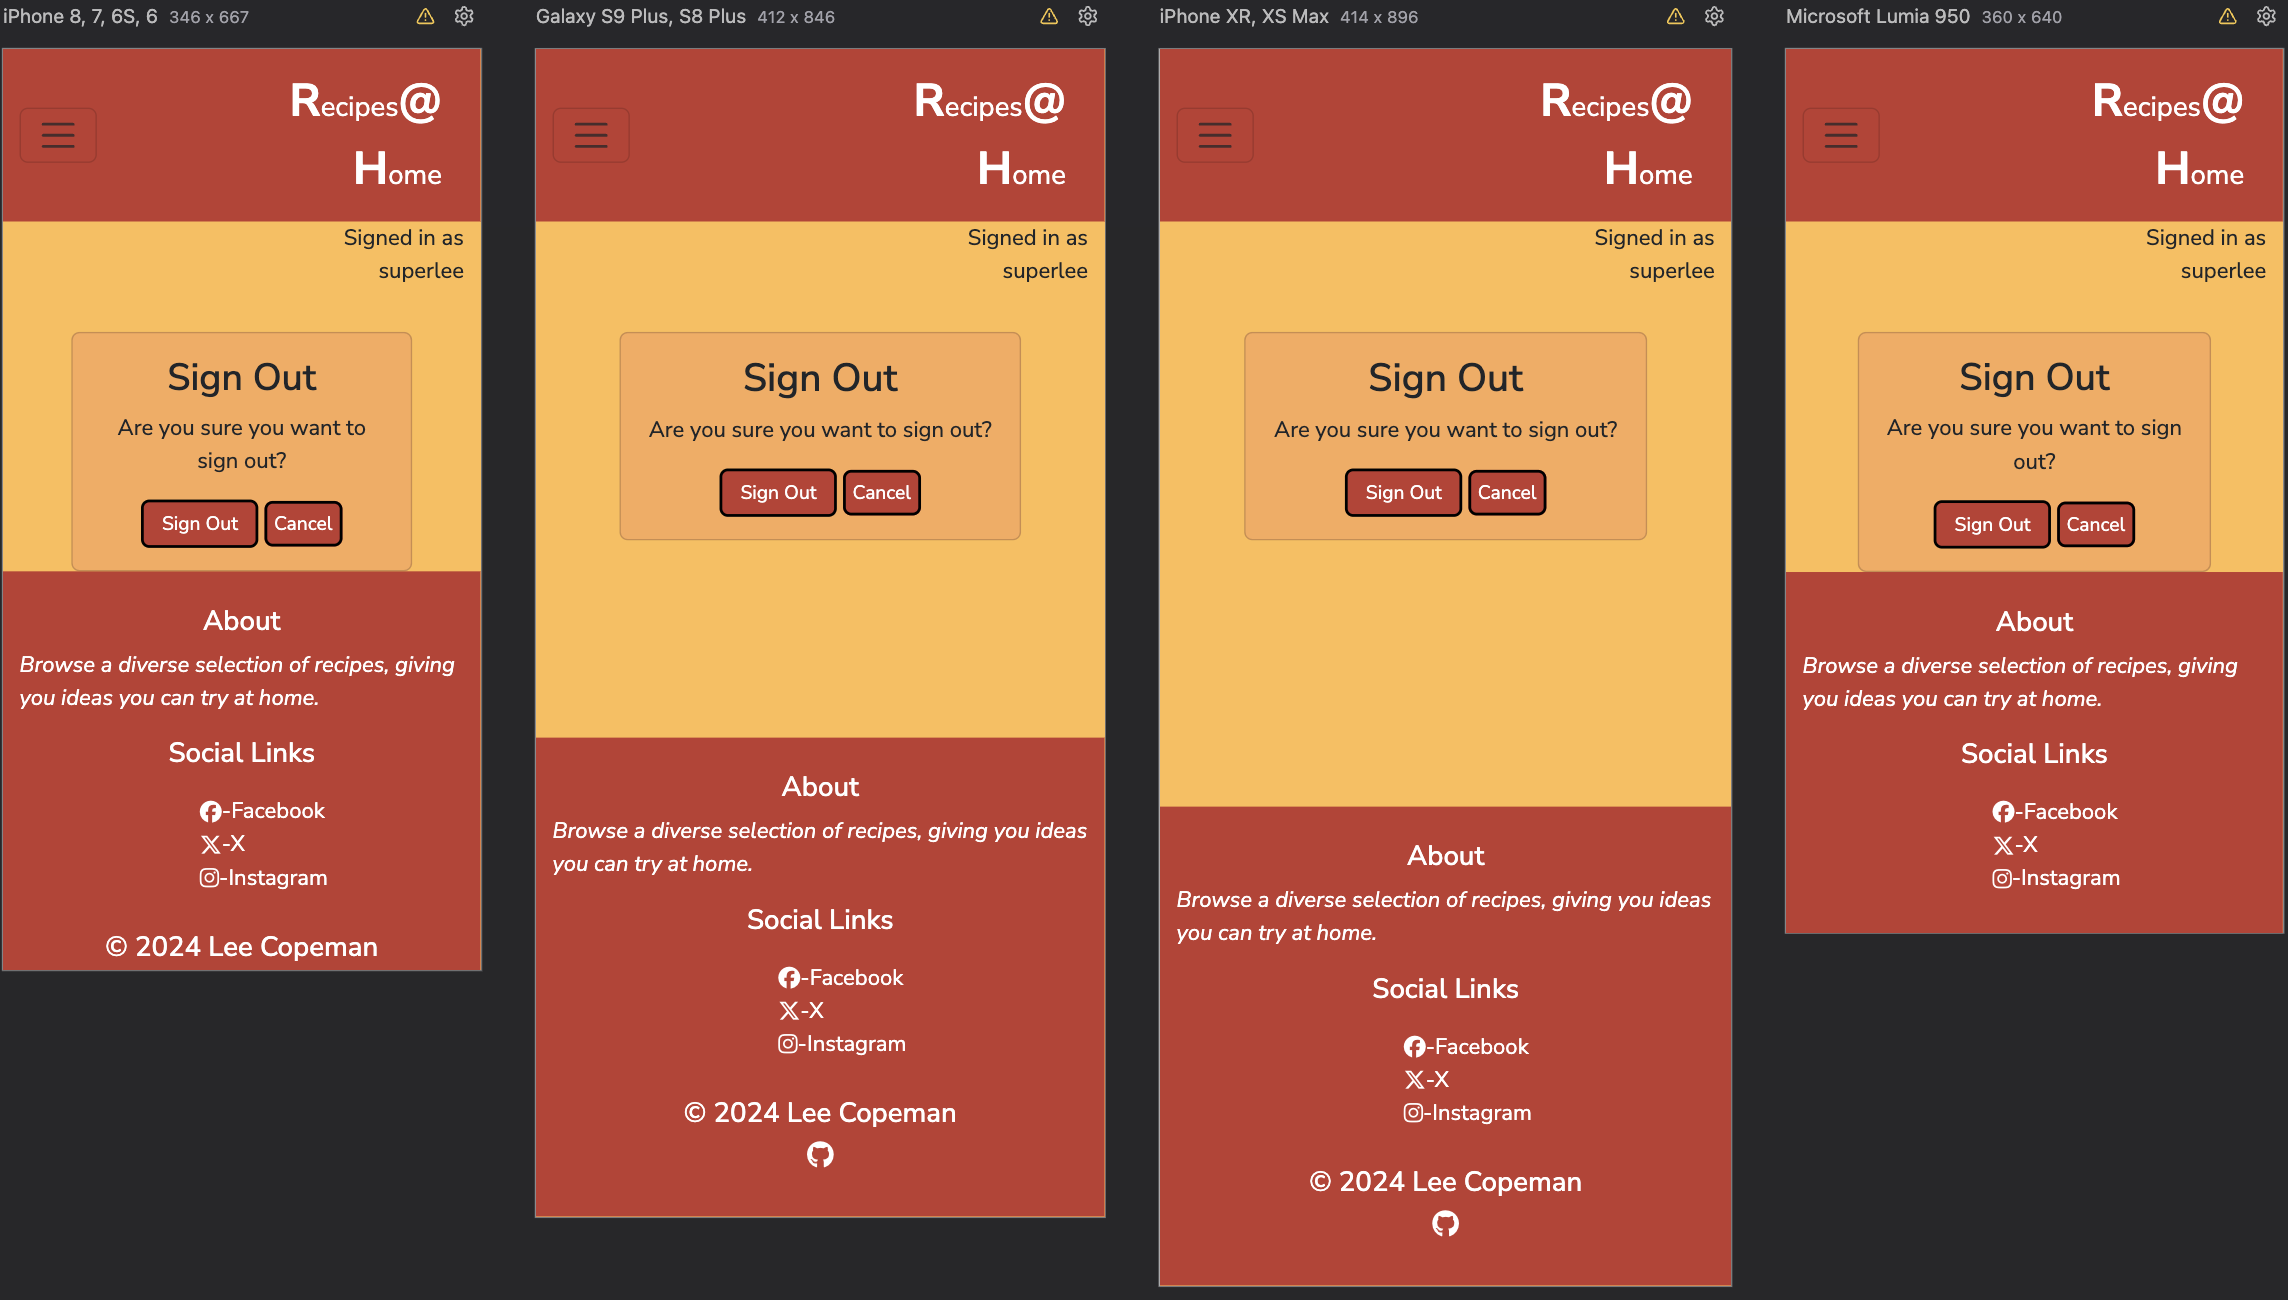 iPhone 8, 7, 6S, 6 346 x 667
Recipes@
Home
Signed in as
superlee
Sign Out
Are you sure you want to
sign out?
Sign Out Cancel
About
Browse a diverse selection of recipes, giving
you ideas you can try at home.
Social Links
-Facebook
-X
-Instagram
© 2024 Lee Copeman
Galaxy S9 Plus, S8 Plus 412 x 846
Recipes@
Home
Signed in as
superlee
Sign Out
Are you sure you want to sign out?
Sign Out Cancel
About
Browse a diverse selection of recipes, giving you ideas
you can try at home.
Social Links
-Facebook
-X
-Instagram
© 2024 Lee Copeman
iPhone XR, XS Max 414 x 896
Recipes@
Home
Signed in as
superlee
Sign Out
Are you sure you want to sign out?
Sign Out Cancel
About
Browse a diverse selection of recipes, giving you ideas
you can try at home.
Social Links
-Facebook
-X
-Instagram
© 2024 Lee Copeman
Microsoft Lumia 950 360 x 640
Recipes@
Home
Signed in as
superlee
Sign Out
Are you sure you want to sign
out?
Sign Out Cancel
About
Browse a diverse selection of recipes, giving
you ideas you can try at home.
Social Links
-Facebook
-X
-Instagram